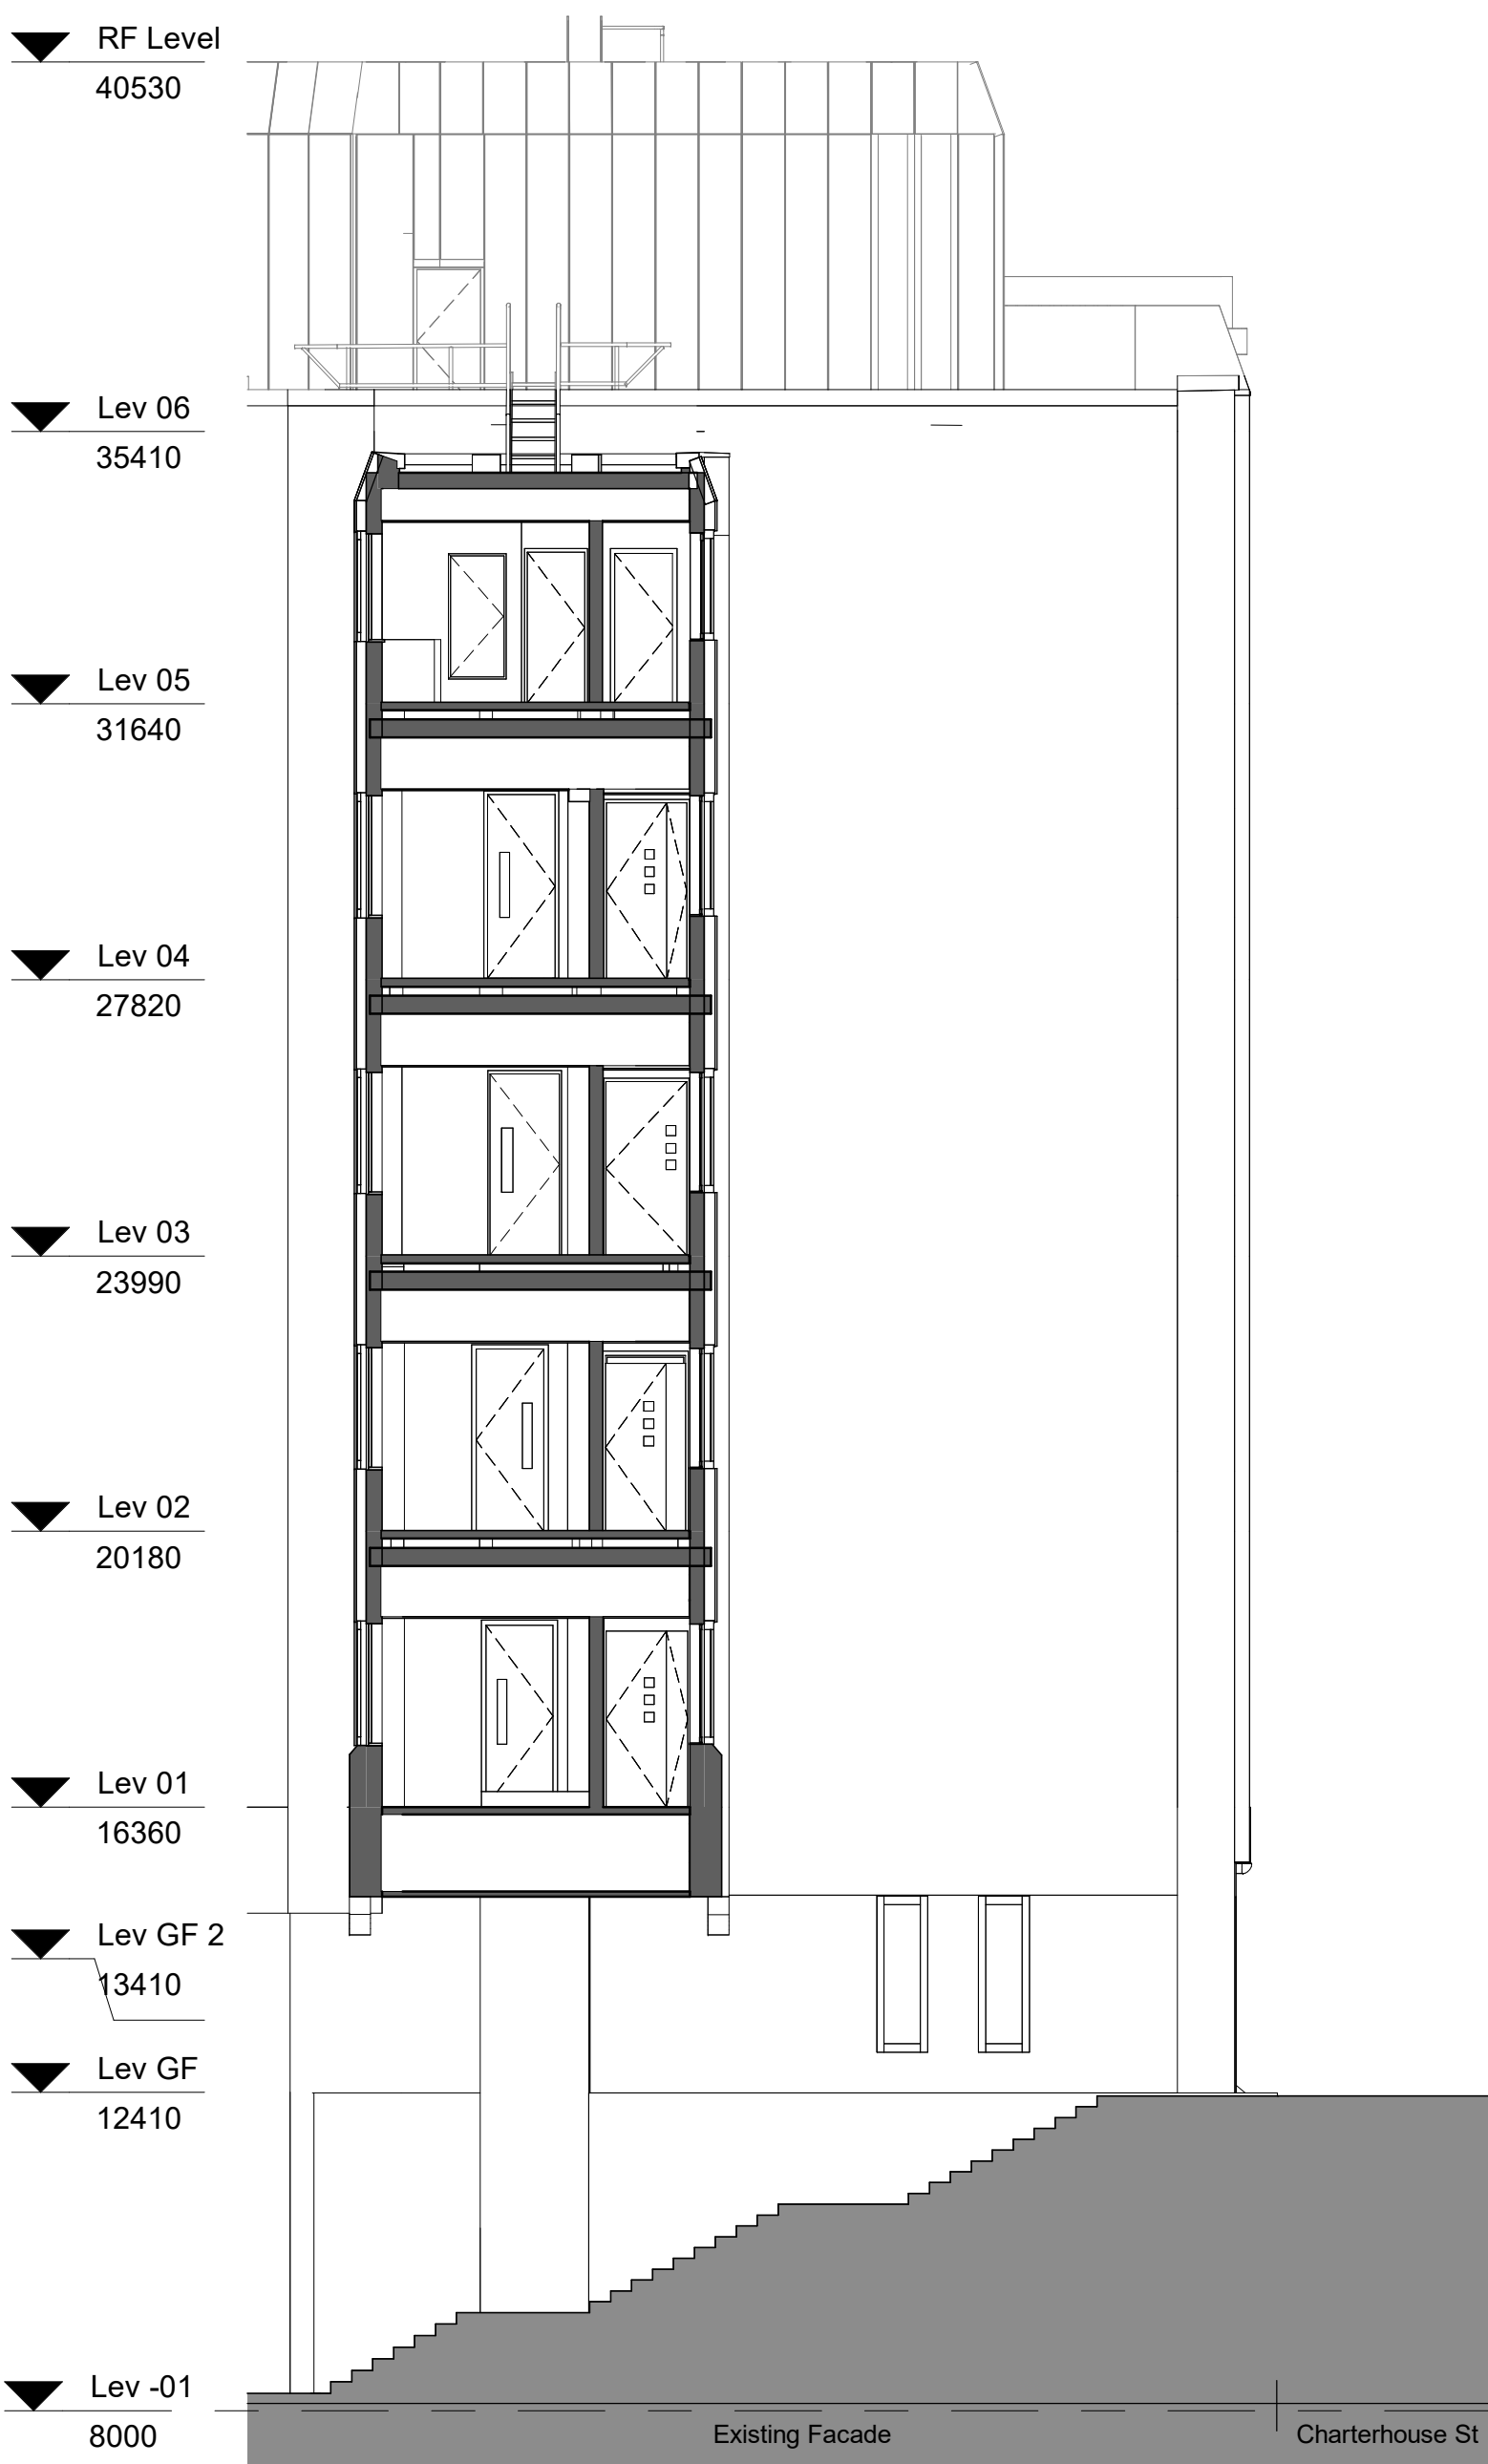 RF Level
40530
Lev 06
35410
Lev 05
31640
Lev 04
27820
Lev 03
23990
Lev 02
20180
Lev 01
16360
Lev GF 2
13410
Lev GF
12410
Lev -01
8000
Existing Facade
Charterhouse St